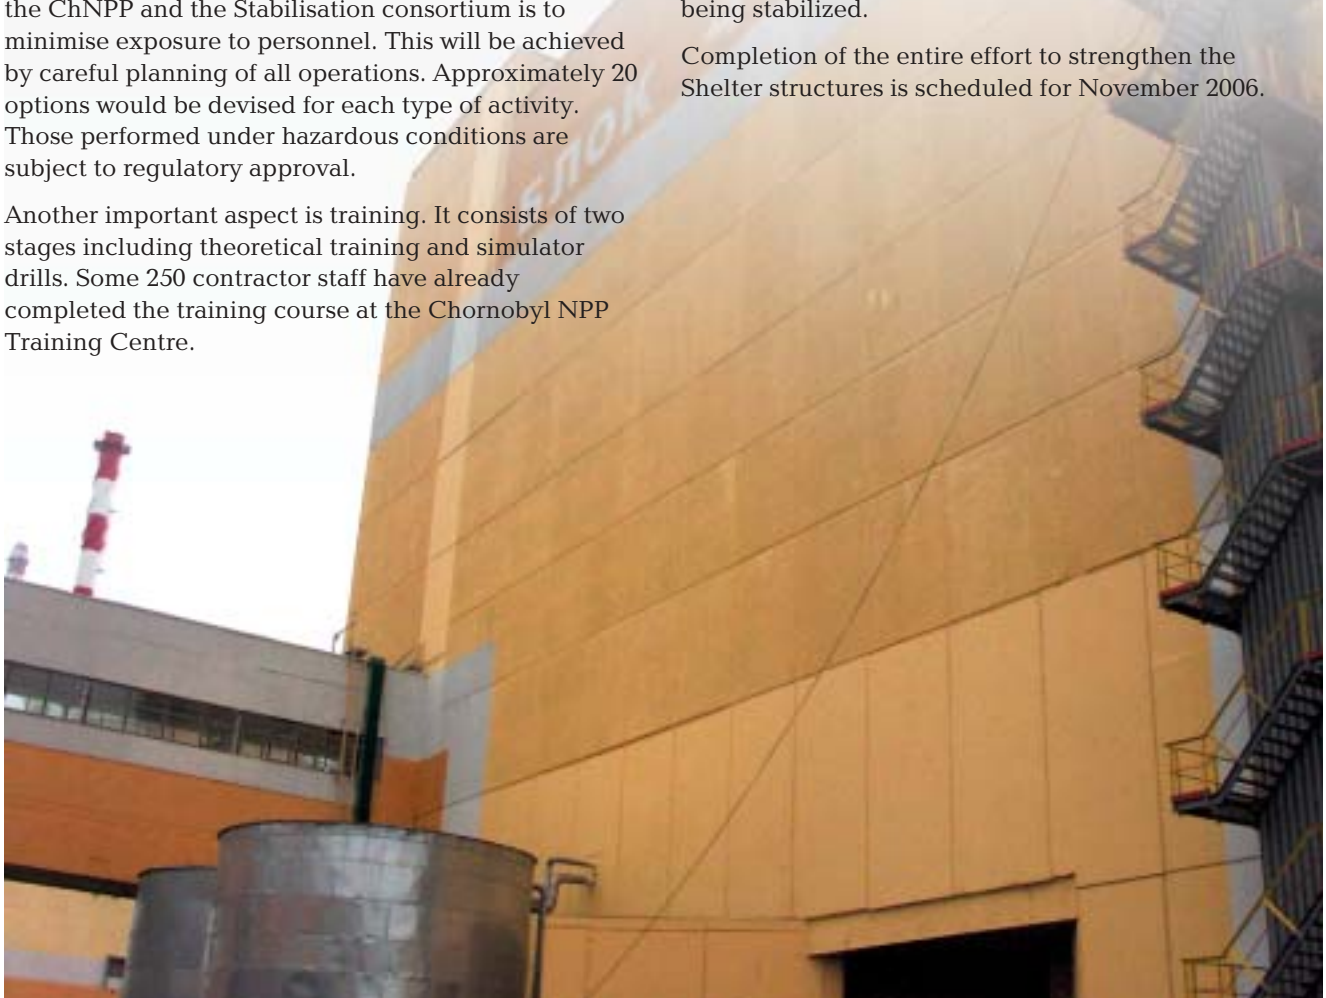 the ChNPP and the Stabilisation consortium is to
minimise exposure to personnel. This will be achieved
by careful planning of all operations. Approximately 20
options would be devised for each type of activity.
Those performed under hazardous conditions are
subject to regulatory approval.
Another important aspect is training. It consists of two
stages including theoretical training and simulator
drills. Some 250 contractor staff have already
completed the training course at the Chornobyl NPP
Training Centre.
being stabilized.
Completion of the entire effort to strengthen the
Shelter structures is scheduled for November 2006.
БЛОК